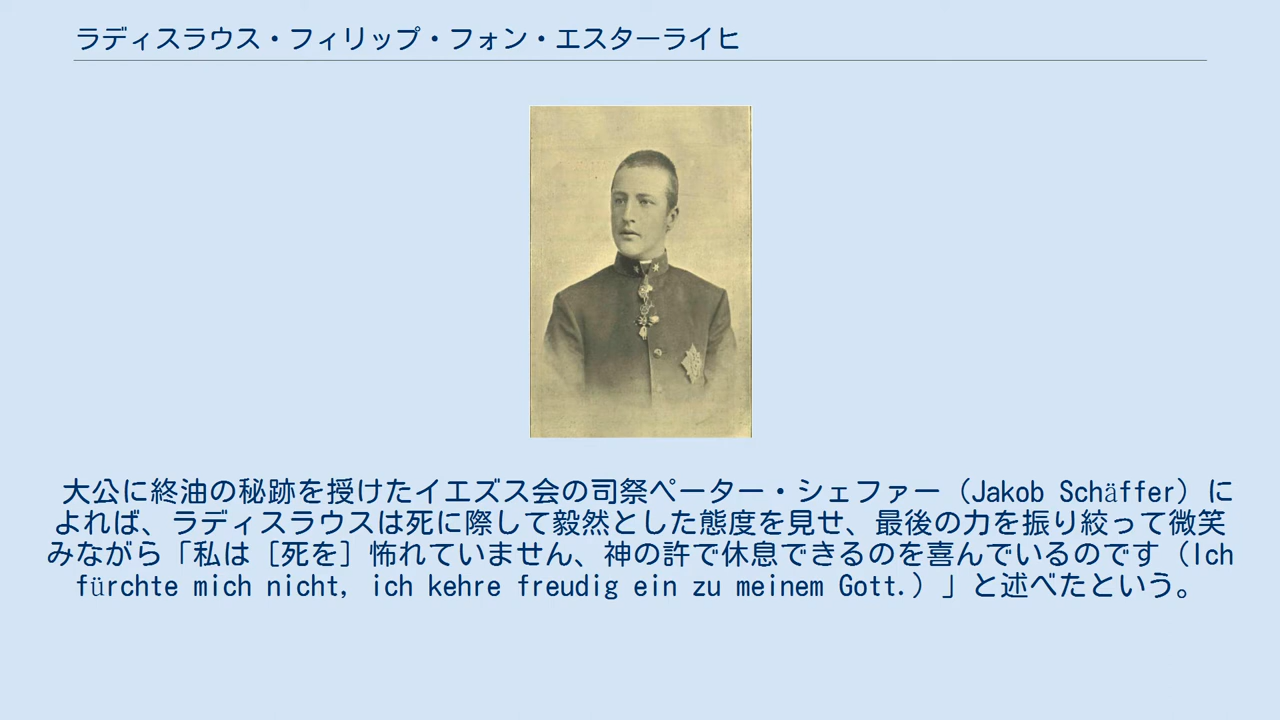 ラディスラウス・フィリップ・フォン・エスターライヒ
大公に終油の秘跡を授けたイエズス会の司祭ペーター・シェファー（Jakob Schäffer）に
よれば、ラディスラウスは死に際して毅然とした態度を見せ、最後の力を振り絞って微笑
みながら「私は［死を］怖れていません、神の許で休息できるのを喜んでいるのです（Ich
fürchte mich nicht, ich kehre freudig ein zu meinem Gott.）」と述べたという。